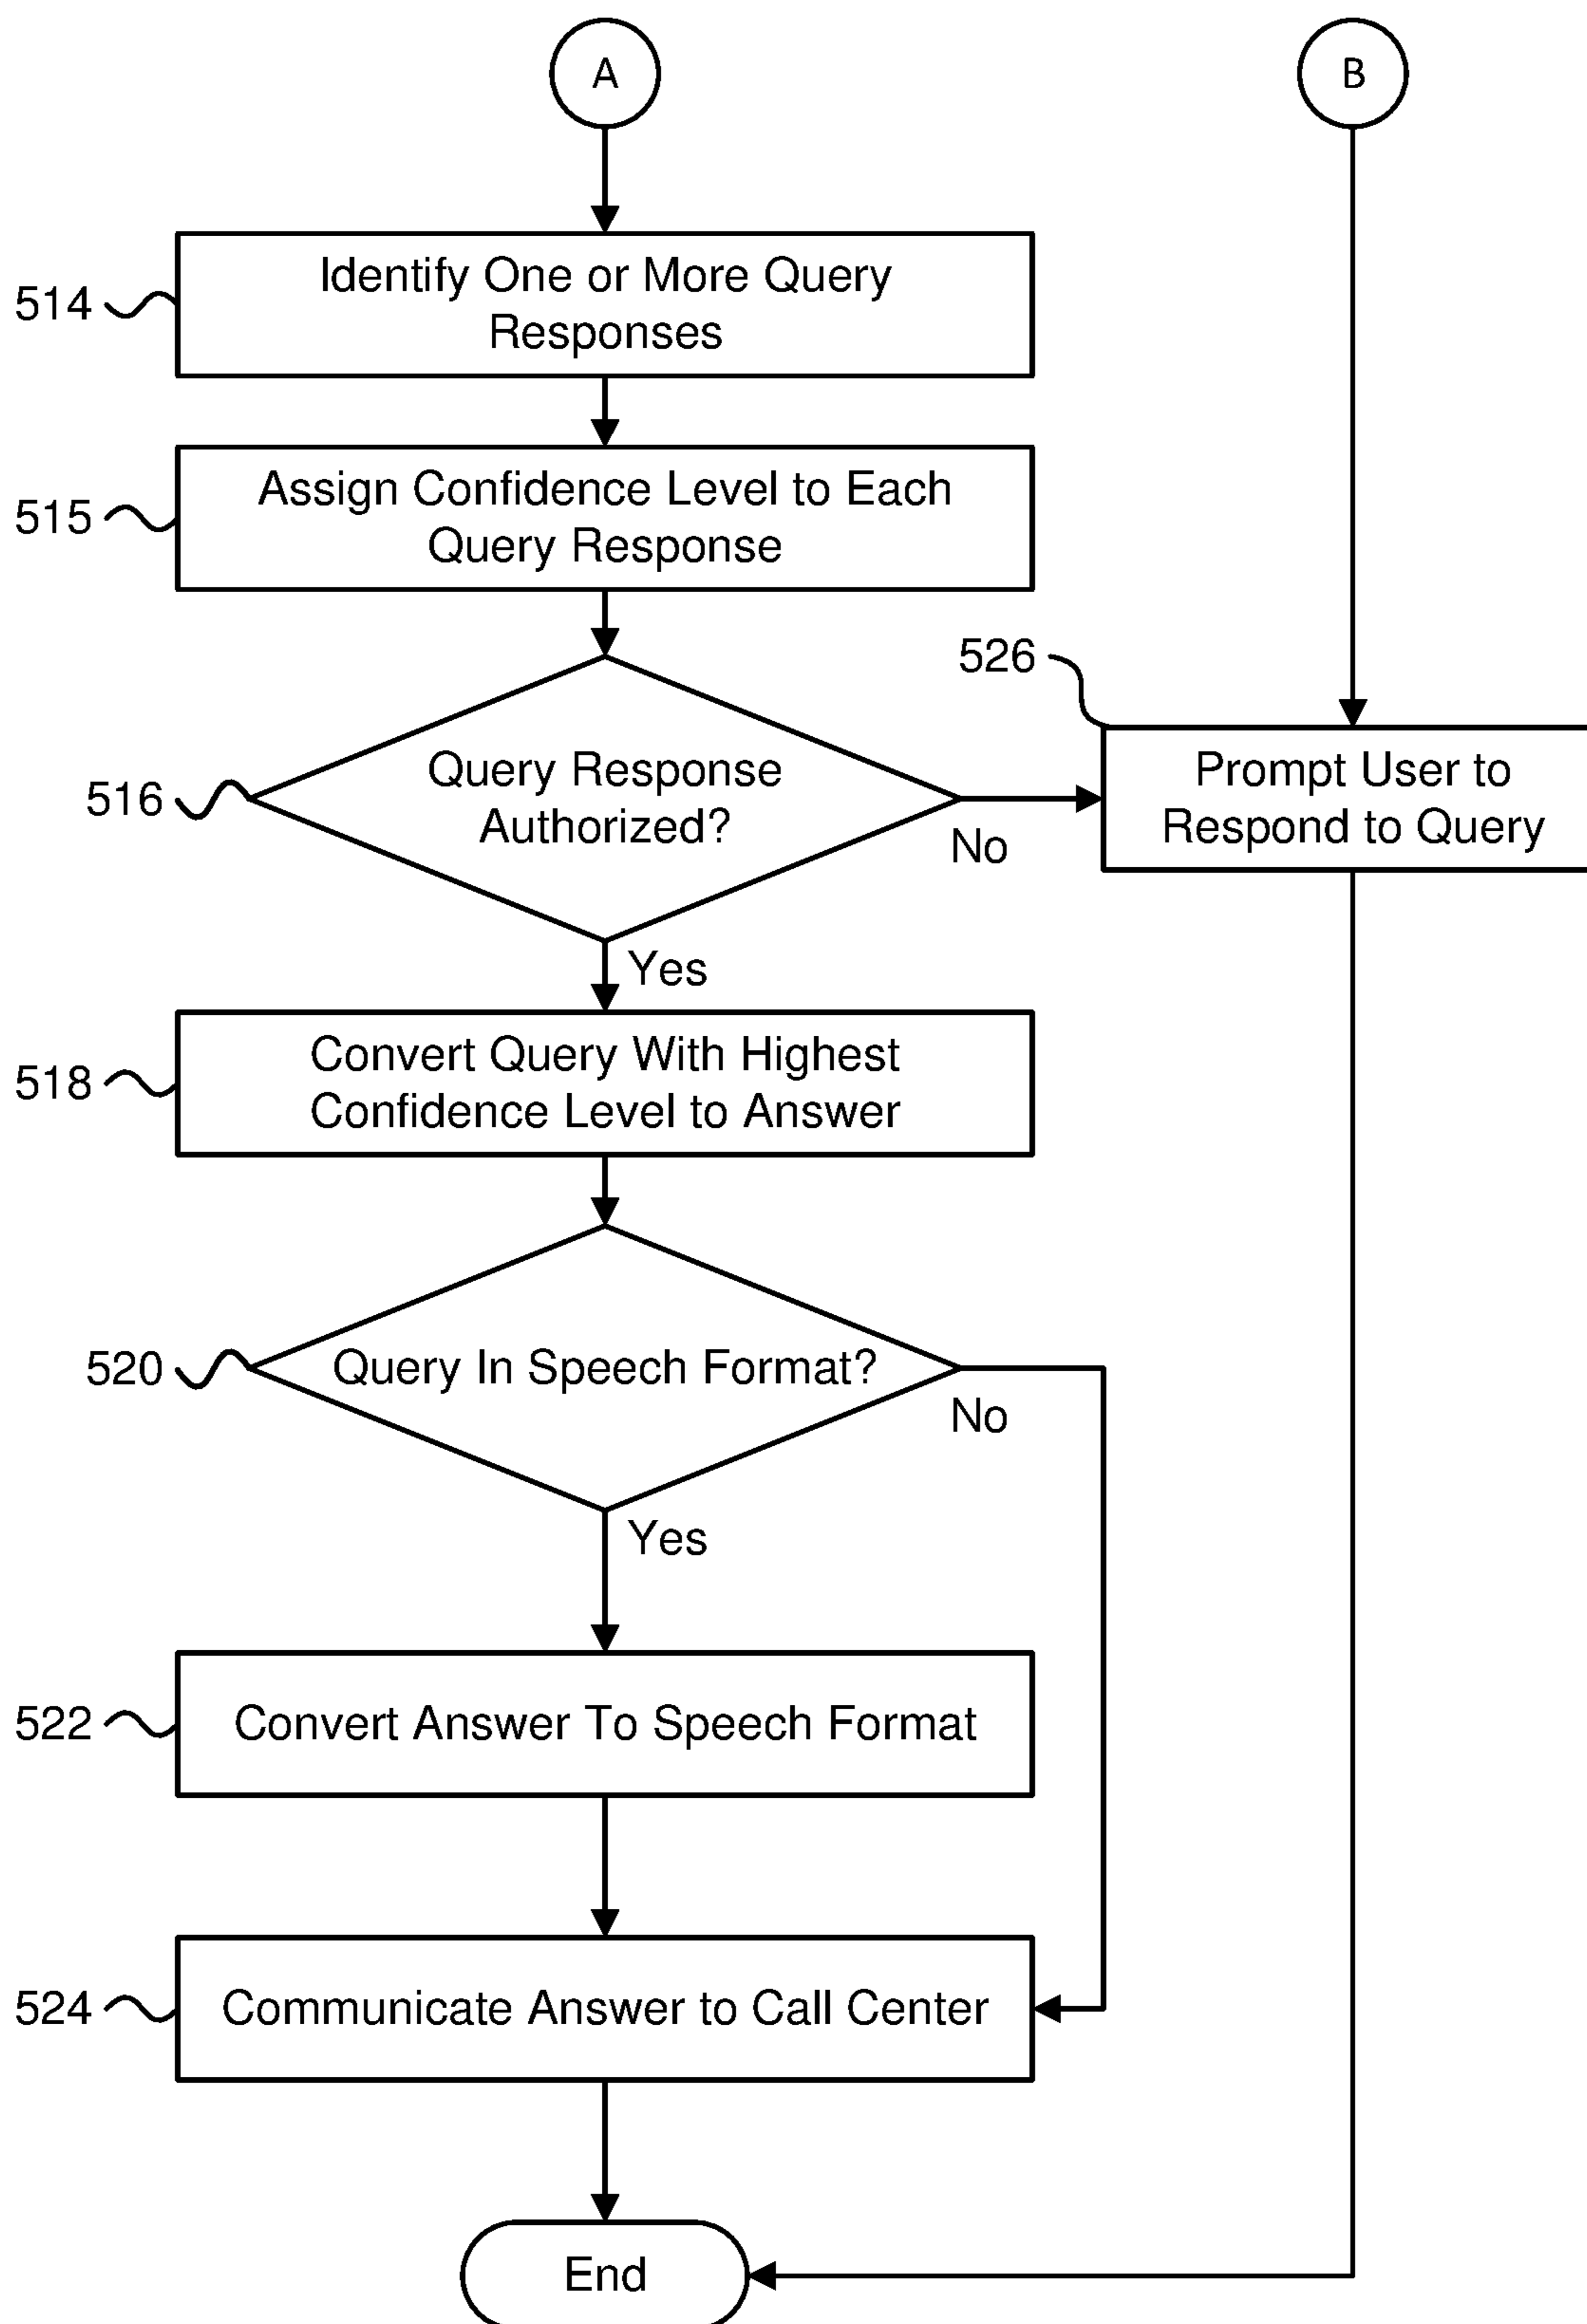 A
B
514
Identify One or More Query
Responses
515
Assign Confidence Level to Each
Query Response
526
516
Query Response
Authorized?
No
Prompt User to
Respond to Query
Yes
518
Convert Query With Highest
Confidence Level to Answer
520
Query In Speech Format?
No
Yes
522
Convert Answer To Speech Format
524
Communicate Answer to Call Center
End